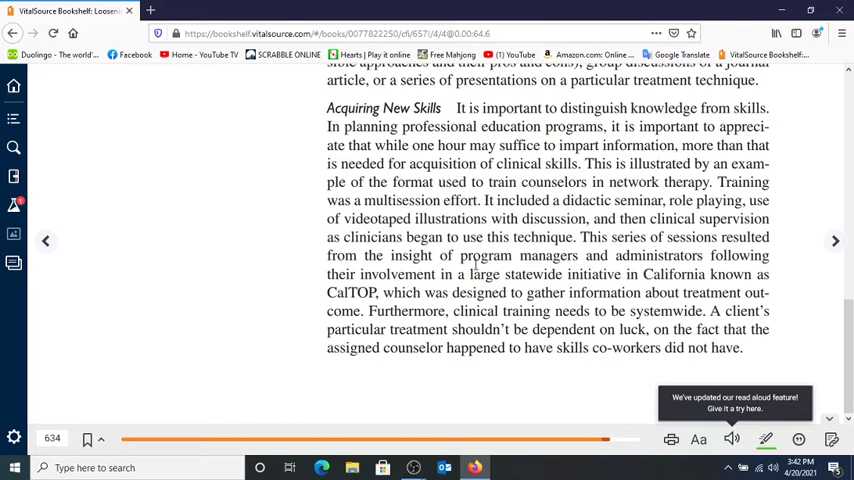 VitalSource Bookshelf: Loosene
https://bookshelf.vitalsource.com/#/books/0077822250/cfi/657!/4/4@0.00:64.6
Duolingo - The world'... Facebook Home - YouTube TV SCRABBLE ONLINE Hearts | Play it online Free Mahjong (1) YouTube Amazon.com: Online... Google Translate VitalSource Bookshelf:...
sible approaches and their pros and cons), group discussions of a journal
article, or a series of presentations on a particular treatment technique.
Acquiring New Skills It is important to distinguish knowledge from skills.
In planning professional education programs, it is important to appreci-
ate that while one hour may suffice to impart information, more than that
is needed for acquisition of clinical skills. This is illustrated by an exam-
ple of the format used to train counselors in network therapy. Training
was a multisession effort. It included a didactic seminar, role playing, use
of videotaped illustrations with discussion, and then clinical supervision
as clinicians began to use this technique. This series of sessions resulted
from the insight of program managers and administrators following
their involvement in a large statewide initiative in California known as
CalTOP, which was designed to gather information about treatment out-
come. Furthermore, clinical training needs to be systemwide. A client's
particular treatment shouldn't be dependent on luck, on the fact that the
assigned counselor happened to have skills co-workers did not have.
We've updated our read aloud feature!
Give it a try here.
634
Aa
Type here to search
3:42 PM
4/20/2021